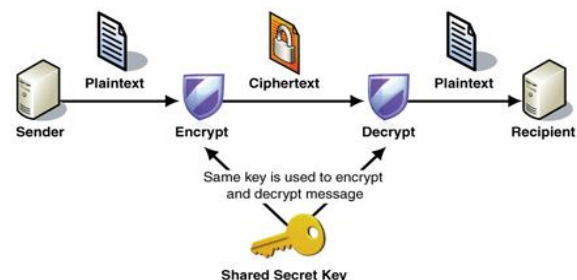 Plaintext
Ciphertext
Plaintext
Sender
Encrypt
Decrypt
Recipient
Same key is used to encrypt
and decrypt message
Shared Secret Key